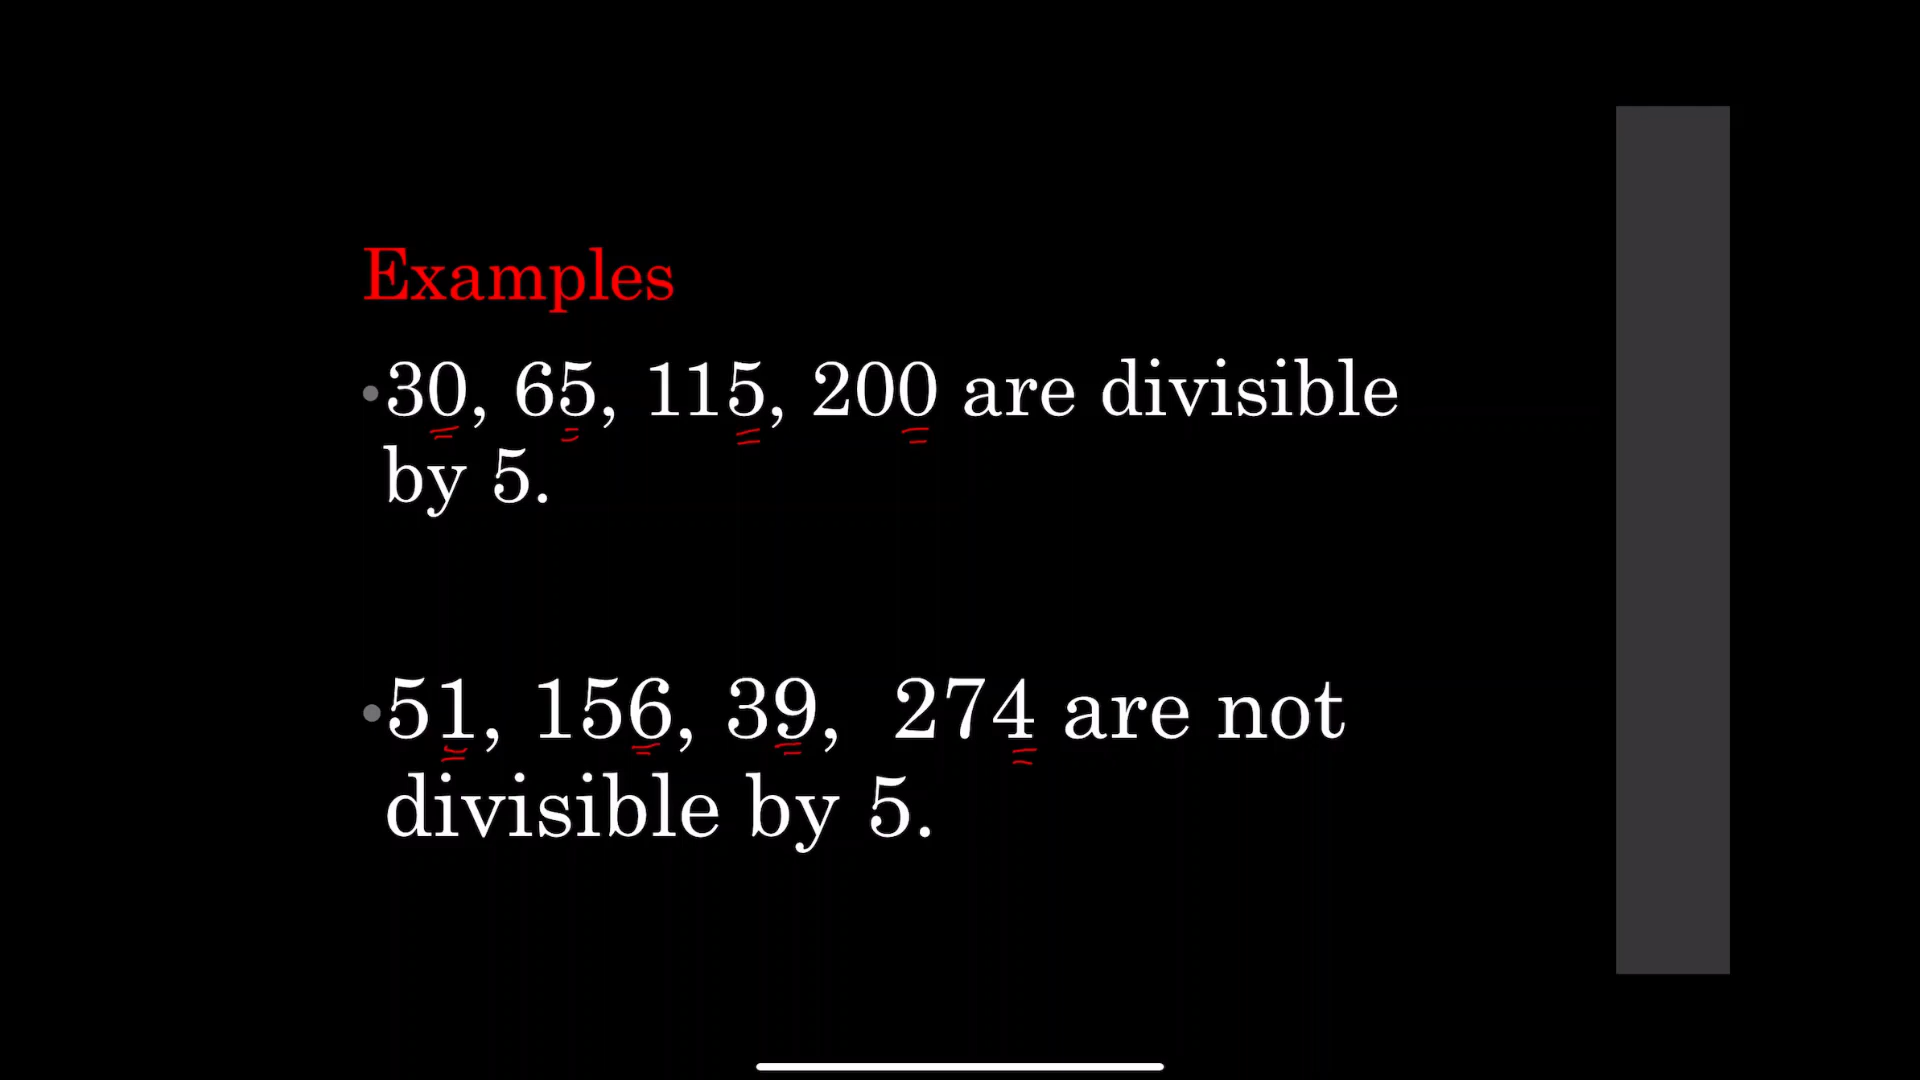 Examples
•30, 65, 115, 200 are divisible
by 5.
•51, 156, 39,  274 are not
divisible by 5.